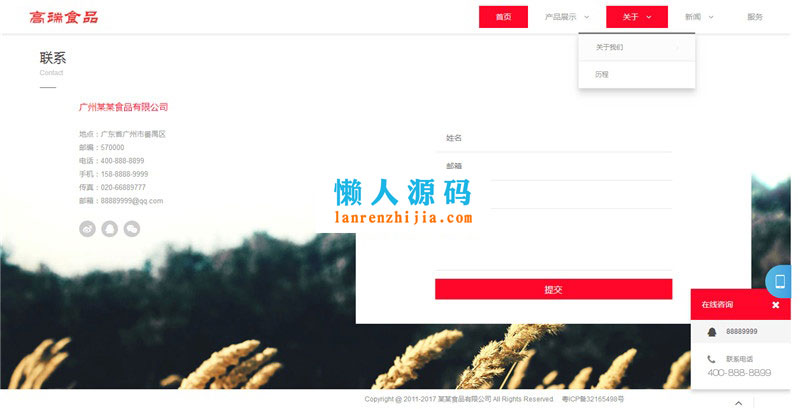 高瑞食品
首页 产品展示 关于 新闻 服务
关于我们
历程
联系
Contact
广州某某食品有限公司
地点：广东省广州市番禺区
邮编：570000
电话：400-888-8899
手机：158-8888-9999
传真：020-66889777
邮箱：88889999@qq.com
姓名
邮箱
懒人源码
lanrenzhijia.com
提交
在线咨询
88889999
联系电话
400-888-8899
Copyright @ 2011-2017 某某食品有限公司 All Rights Reserved 粤ICP备32165498号